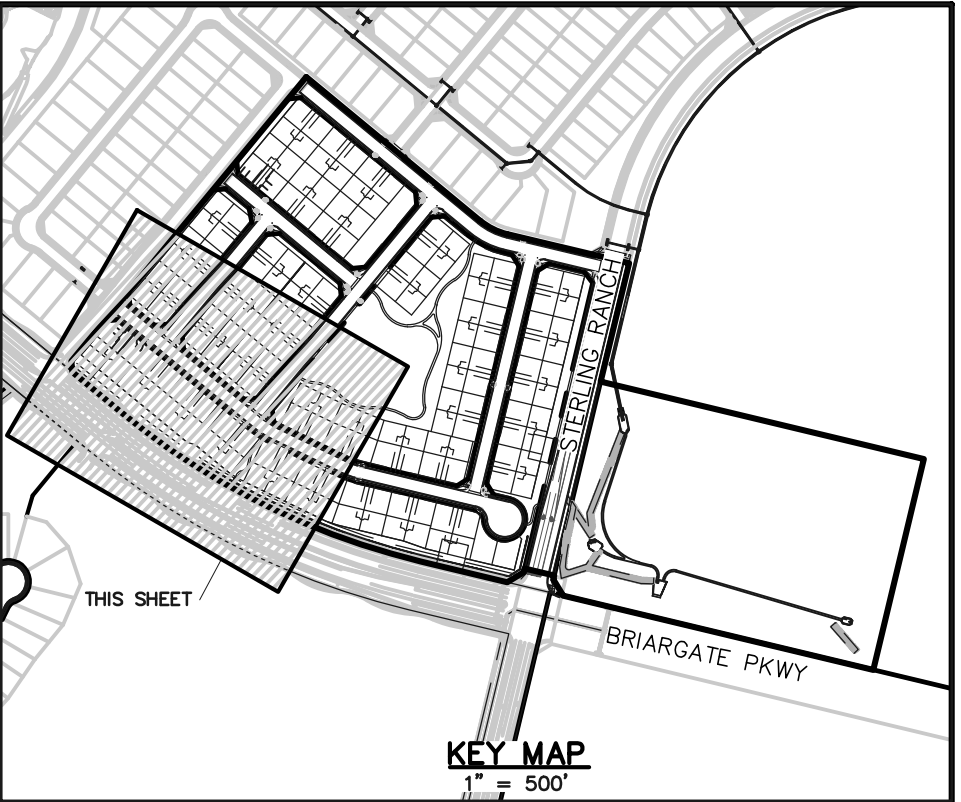 STERLING RANCH
THIS SHEET
BRIARGATE PKWY
KEY MAP
1" = 500'